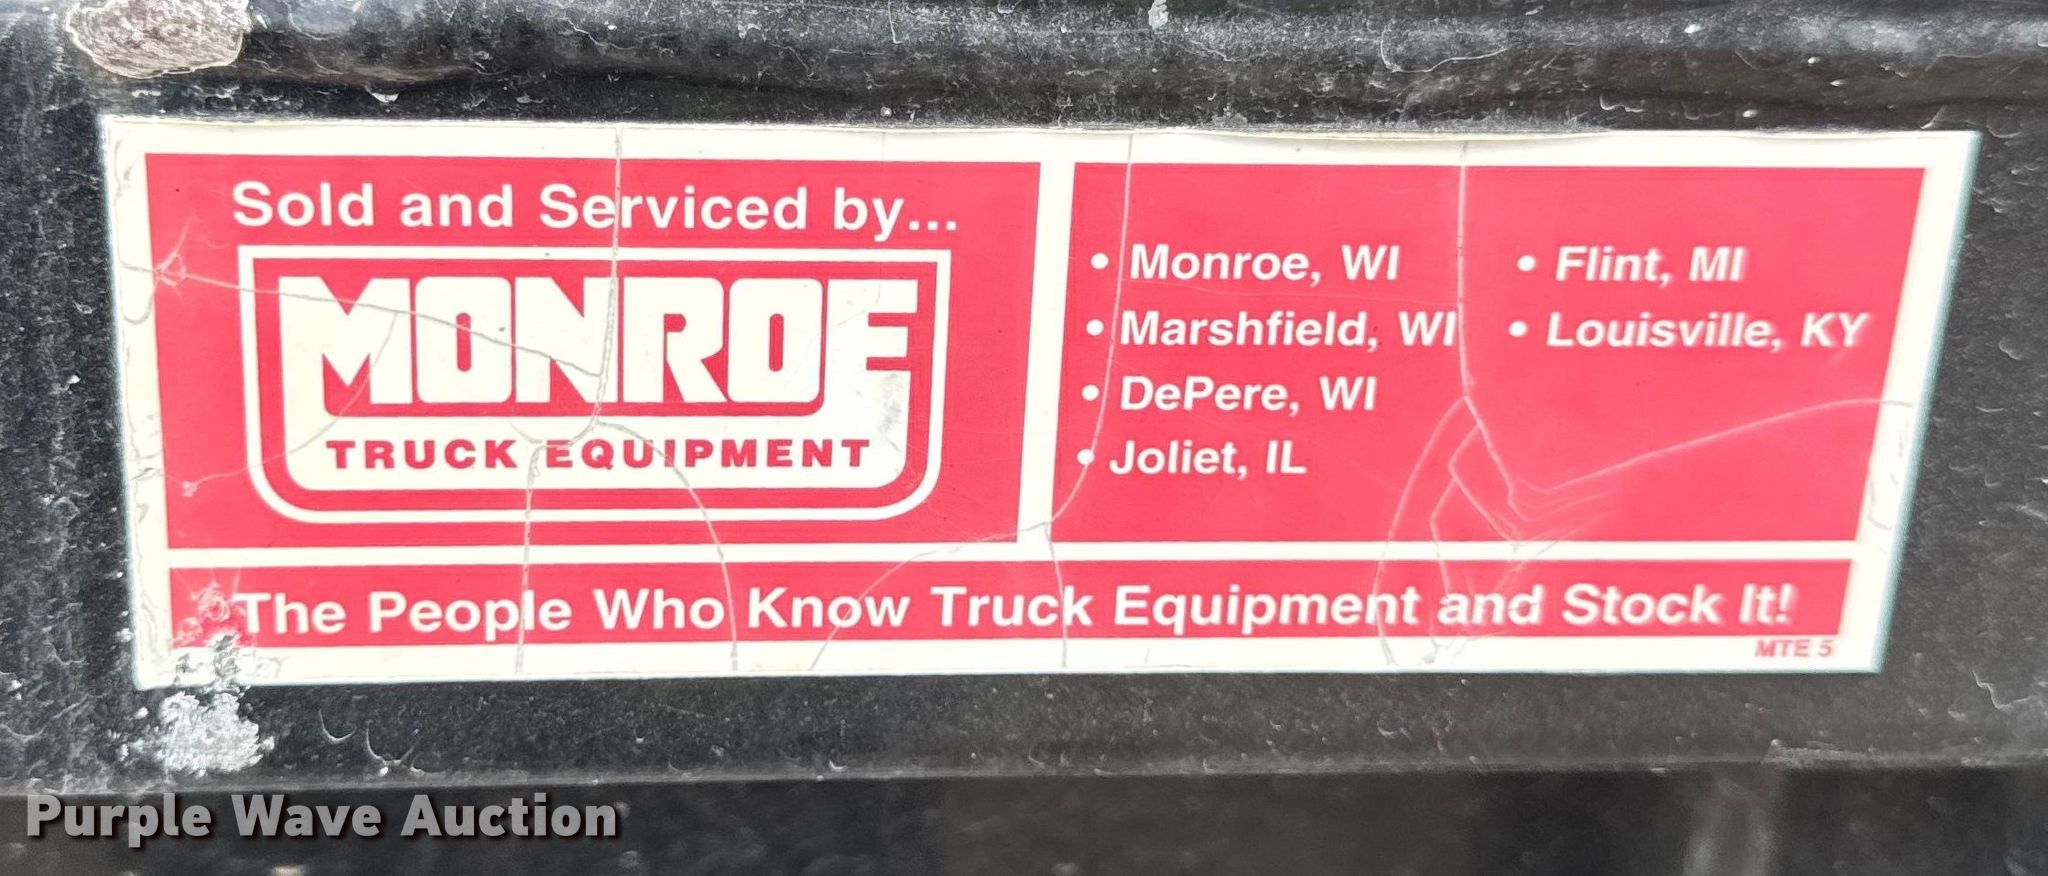 Sold and Serviced by...
MONROE
TRUCK EQUIPMENT
• Monroe, WI
• Marshfield, WI
• DePere, WI
• Joliet, IL
• Flint, MI
• Louisville, KY
The People Who Know Truck Equipment and Stock It!
MTE 5
Purple Wave Auction